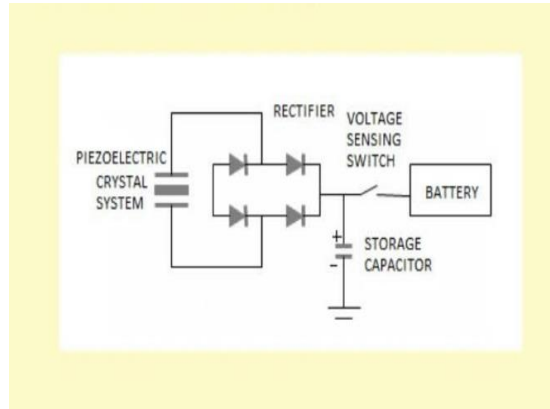 RECTIFIER
VOLTAGE
SENSING
SWITCH
PIEZOELECTRIC
CRYSTAL
SYSTEM
BATTERY
+
-
STORAGE
CAPACITOR